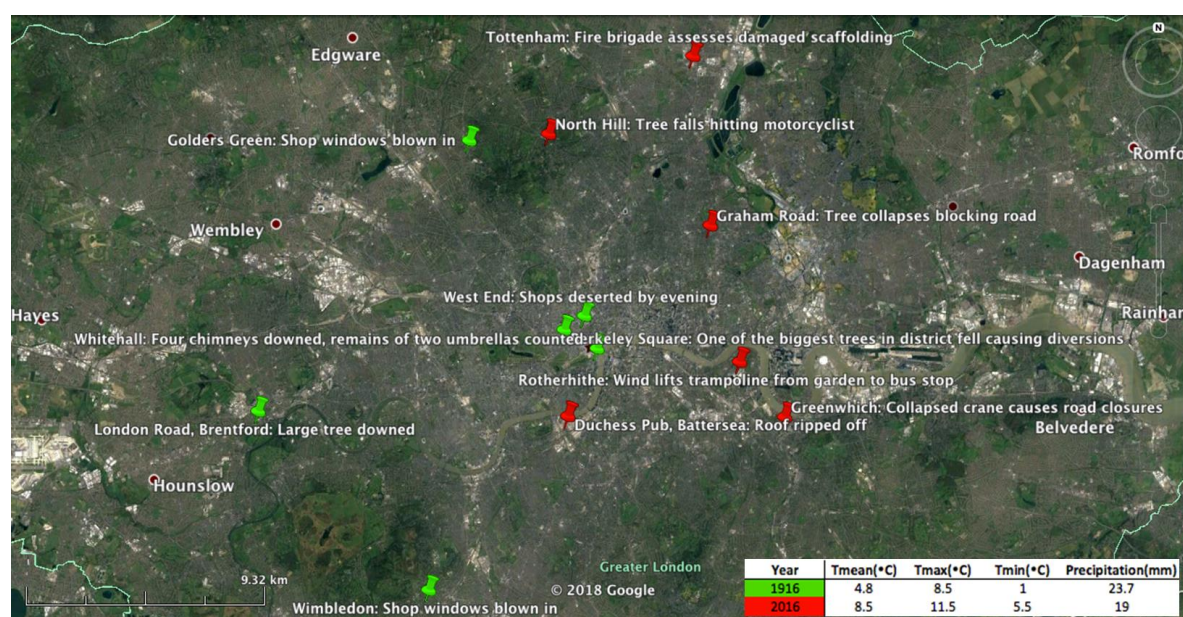 N
Tottenham: Fire brigade assesses damaged scaffolding
Edgware
North Hill: Tree falls hitting motorcyclist
Golders Green: Shop windows blown in
Romfo
Graham Road: Tree collapses blocking road
Wembley
Dagenham
West End: Shops deserted by evening
Hayes
Rainhar
Whitehall: Four chimneys downed, remains of two umbrellas counted
rkeley Square: One of the biggest trees in district fell causing diversions
Rotherhithe: Wind lifts trampoline from garden to bus stop
Greenwhich: Collapsed crane causes road closures
London Road, Brentford: Large tree downed
Duchess Pub, Battersea: Roof ripped off
Belvedere
Hounslow
9.32 km
Greater London
© 2018 Google
Wimbledon: Shop windows blown in
Year Tmean(°C) Tmax(°C) Tmin(°C) Precipitation(mm)
1916 4.8 8.5 1 23.7
2016 8.5 11.5 5.5 19